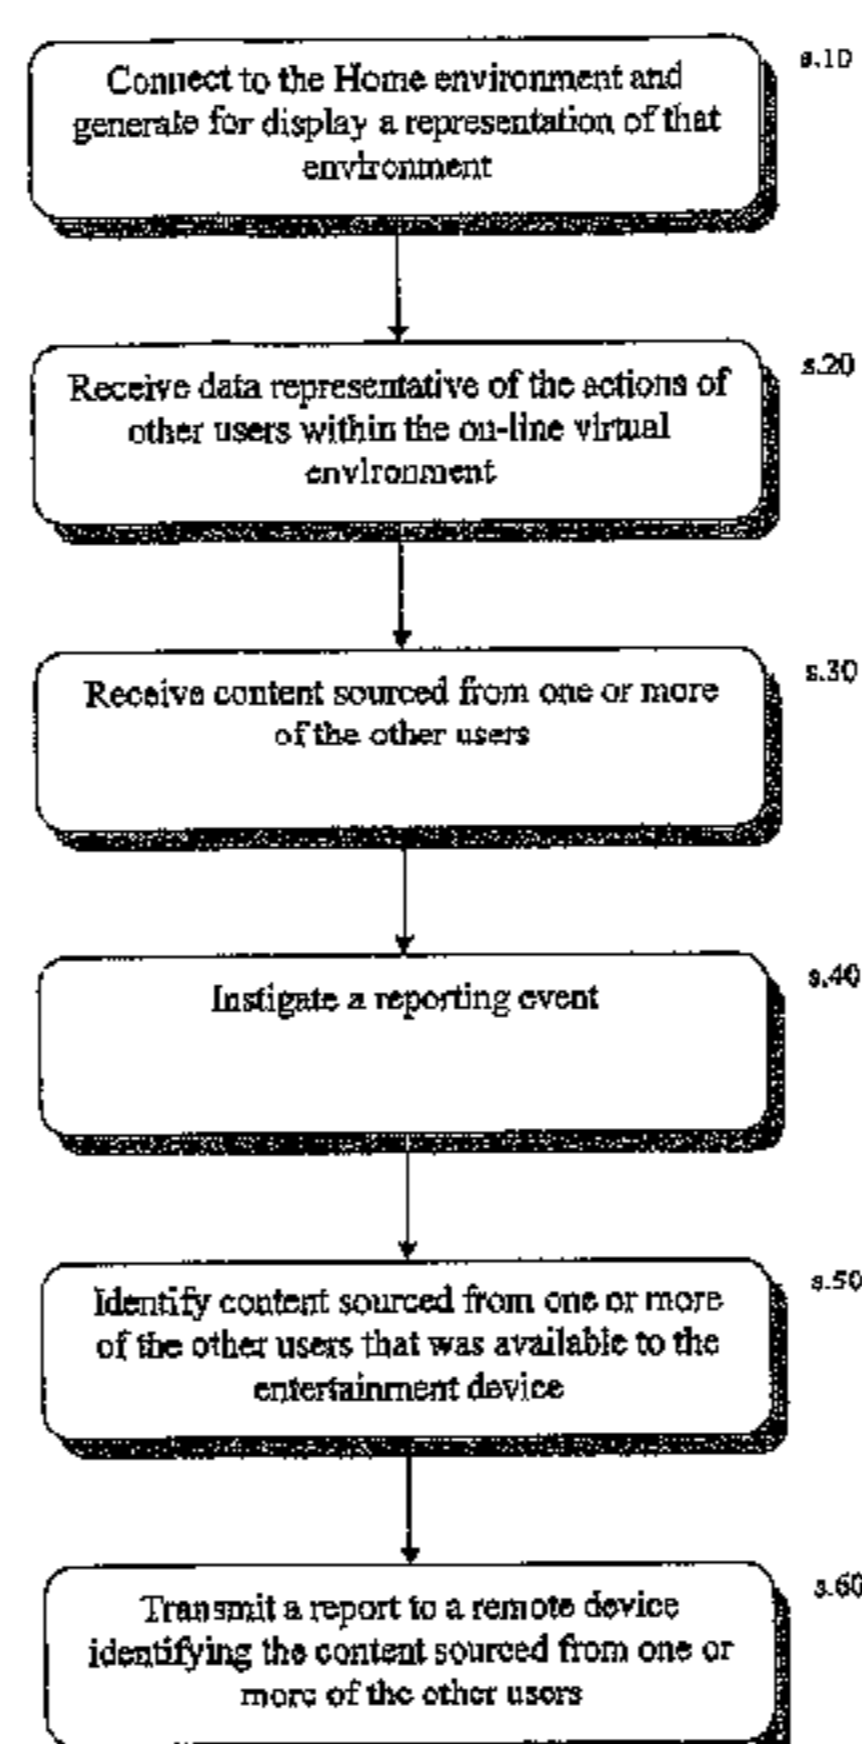 s.10
Connect to the Home environment and
generate for display a representation of that
environment
s.20
Receive data representative of the actions of
other users within the on-line virtual
environment
s.30
Receive content sourced from one or more
of the other users
s.40
Instigate a reporting event
s.50
Identify content sourced from one or more
of the other users that was available to the
entertainment device
s.60
Transmit a report to a remote device
identifying the content sourced from one or
more of the other users